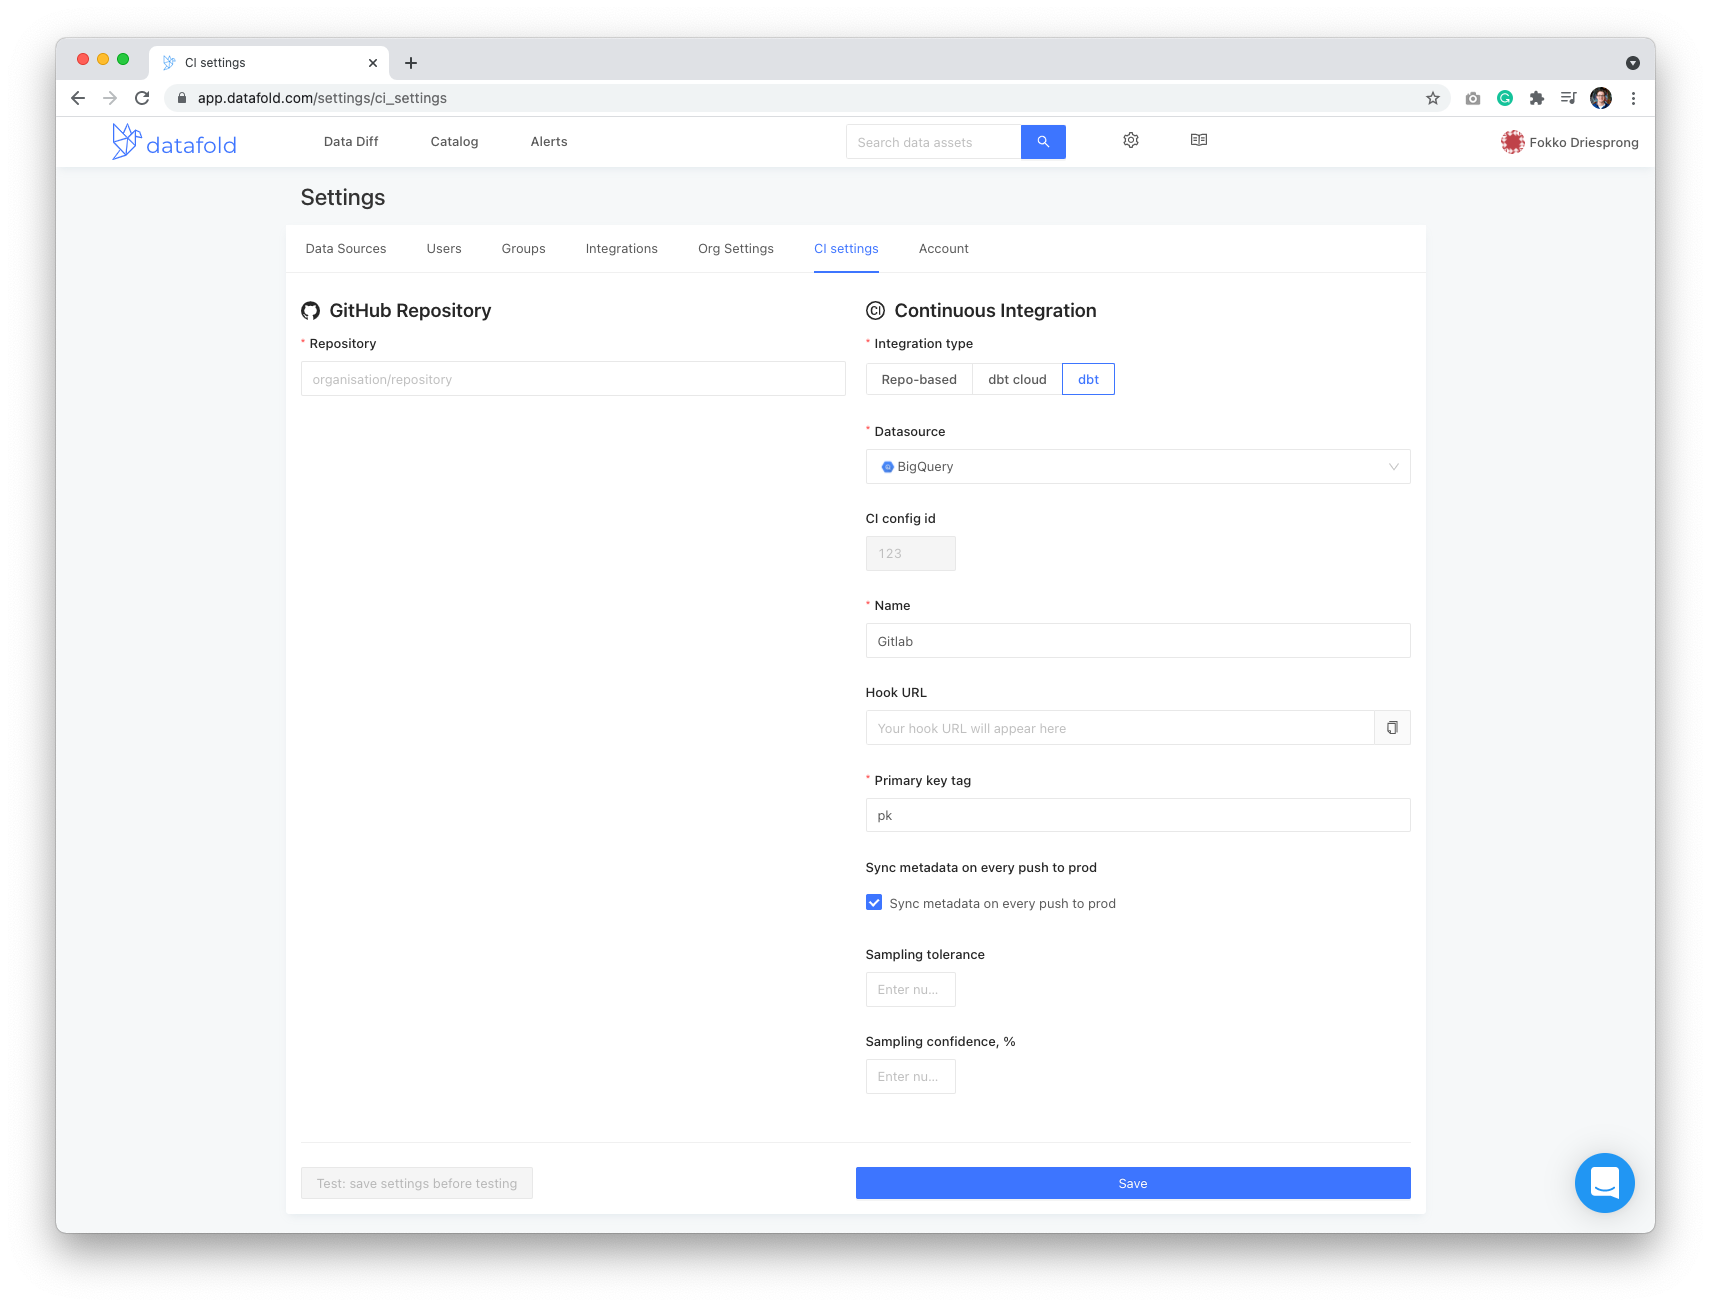 CI settings
app.datafold.com/settings/ci_settings
datafold
Data Diff
Catalog
Alerts
Search data assets
Fokko Driesprong
Settings
Data Sources
Users
Groups
Integrations
Org Settings
CI settings
Account
GitHub Repository
* Repository
organisation/repository
CI Continuous Integration
* Integration type
Repo-based
dbt cloud
dbt
* Datasource
BigQuery
CI config id
123
* Name
Gitlab
Hook URL
Your hook URL will appear here
* Primary key tag
pk
Sync metadata on every push to prod
Sync metadata on every push to prod
Sampling tolerance
Enter nu...
Sampling confidence, %
Enter nu...
Test: save settings before testing
Save